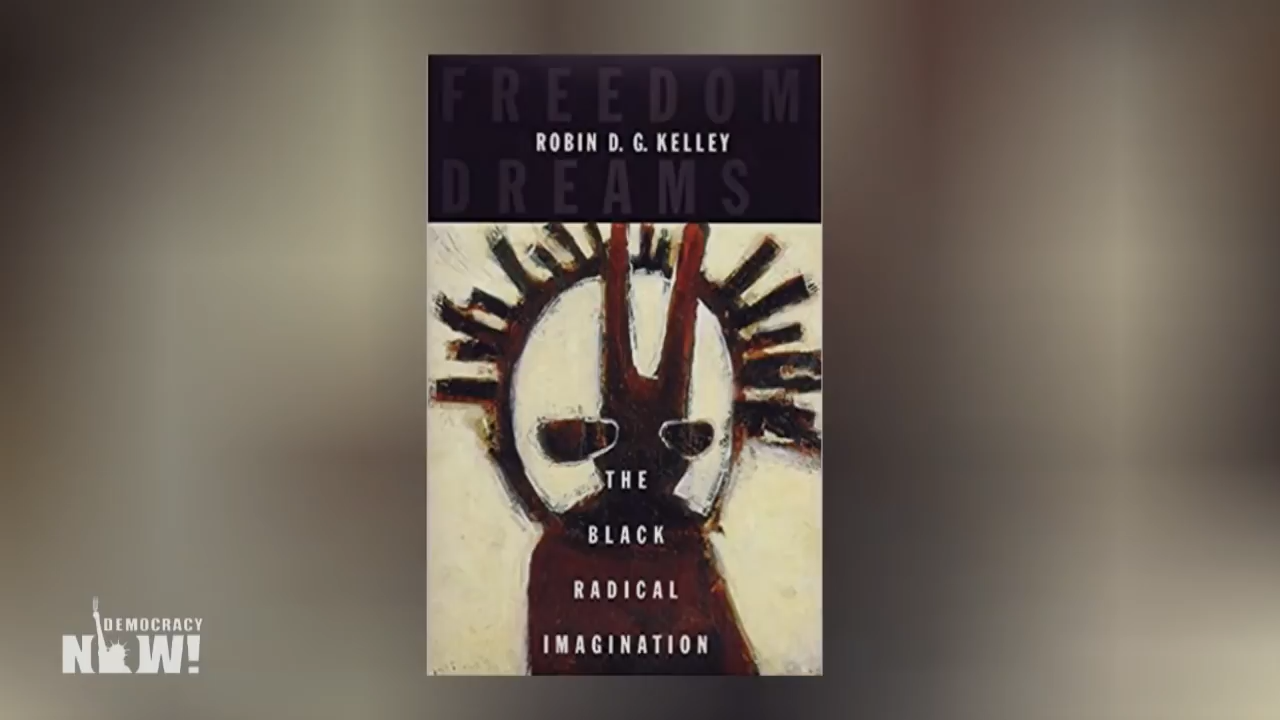 FREEDOM
ROBIN D. G. KELLEY
DREAMS
THE
BLACK
RADICAL
IMAGINATION
DEMOCRACY
NOW!